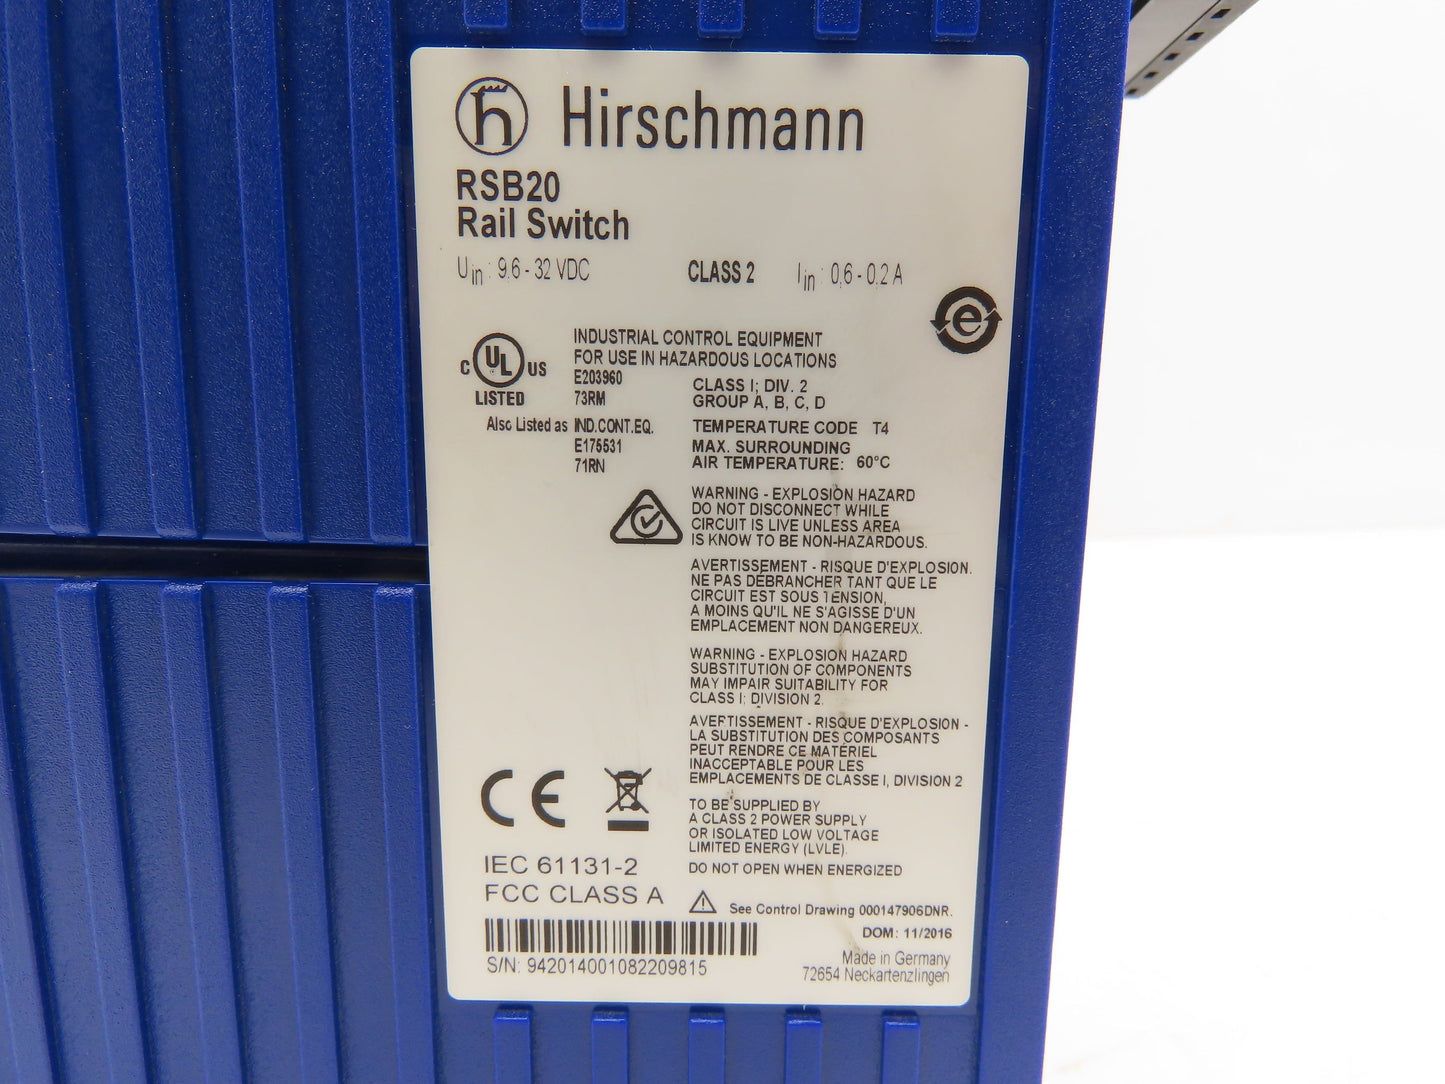 Hirschmann
RSB20
Rail Switch
Uin: 9,6 - 32 VDC CLASS 2 Iin: 0,6 - 0.2 A
INDUSTRIAL CONTROL EQUIPMENT
FOR USE IN HAZARDOUS LOCATIONS
C UL US
LISTED
E203960
73RM
CLASS I; DIV. 2
GROUP A, B, C, D
Also Listed as IND.CONT.EQ.
E175531
71RN
TEMPERATURE CODE T4
MAX. SURROUNDING
AIR TEMPERATURE: 60°C
WARNING - EXPLOSION HAZARD
DO NOT DISCONNECT WHILE
CIRCUIT IS LIVE UNLESS AREA
IS KNOW TO BE NON-HAZARDOUS.
AVERTISSEMENT - RISQUE D'EXPLOSION.
NE PAS DÉBRANCHER TANT QUE LE
CIRCUIT EST SOUS TENSION,
A MOINS QU'IL NE S'AGISSE D'UN
EMPLACEMENT NON DANGEREUX.
WARNING - EXPLOSION HAZARD
SUBSTITUTION OF COMPONENTS
MAY IMPAIR SUITABILITY FOR
CLASS I; DIVISION 2.
AVERTISSEMENT - RISQUE D'EXPLOSION -
LA SUBSTITUTION DES COMPOSANTS
PEUT RENDRE CE MATÉRIEL
INACCEPTABLE POUR LES
EMPLACEMENTS DE CLASSE I, DIVISION 2
TO BE SUPPLIED BY
A CLASS 2 POWER SUPPLY
OR ISOLATED LOW VOLTAGE
LIMITED ENERGY (LVLE).
DO NOT OPEN WHEN ENERGIZED
CE
IEC 61131-2
FCC CLASS A
See Control Drawing 000147906DNR.
DOM: 11/2016
S/N: 942014001082209815
Made in Germany
72654 Neckartenzlingen